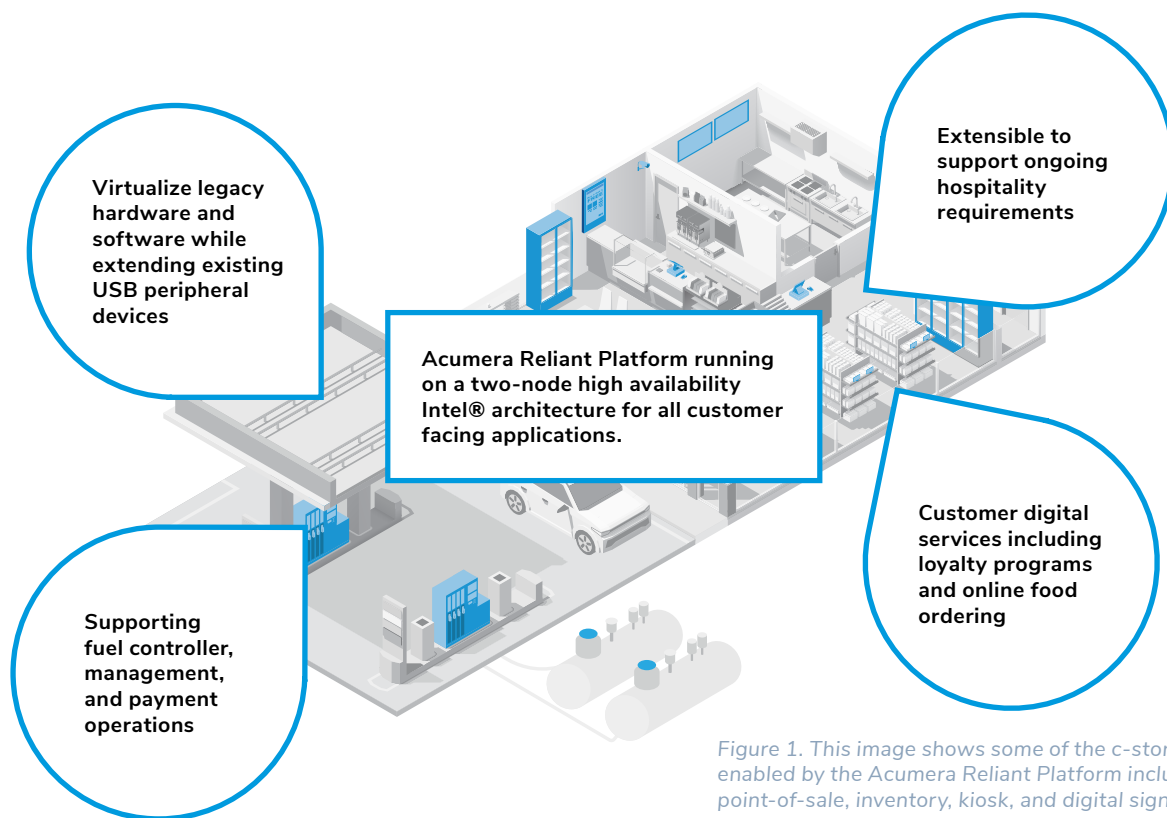 Virtualize legacy
hardware and
software while
extending existing
USB peripheral
devices
Extensible to
support ongoing
hospitality
requirements
Acumera Reliant Platform running
on a two-node high availability
Intel® architecture for all customer
facing applications.
Supporting
fuel controller,
management,
and payment
operations
Customer digital
services including
loyalty programs
and online food
ordering
Figure 1. This image shows some of the
enabled by the Acumera Reliant Platform
point-of-sale, inventory, kiosk, and digital